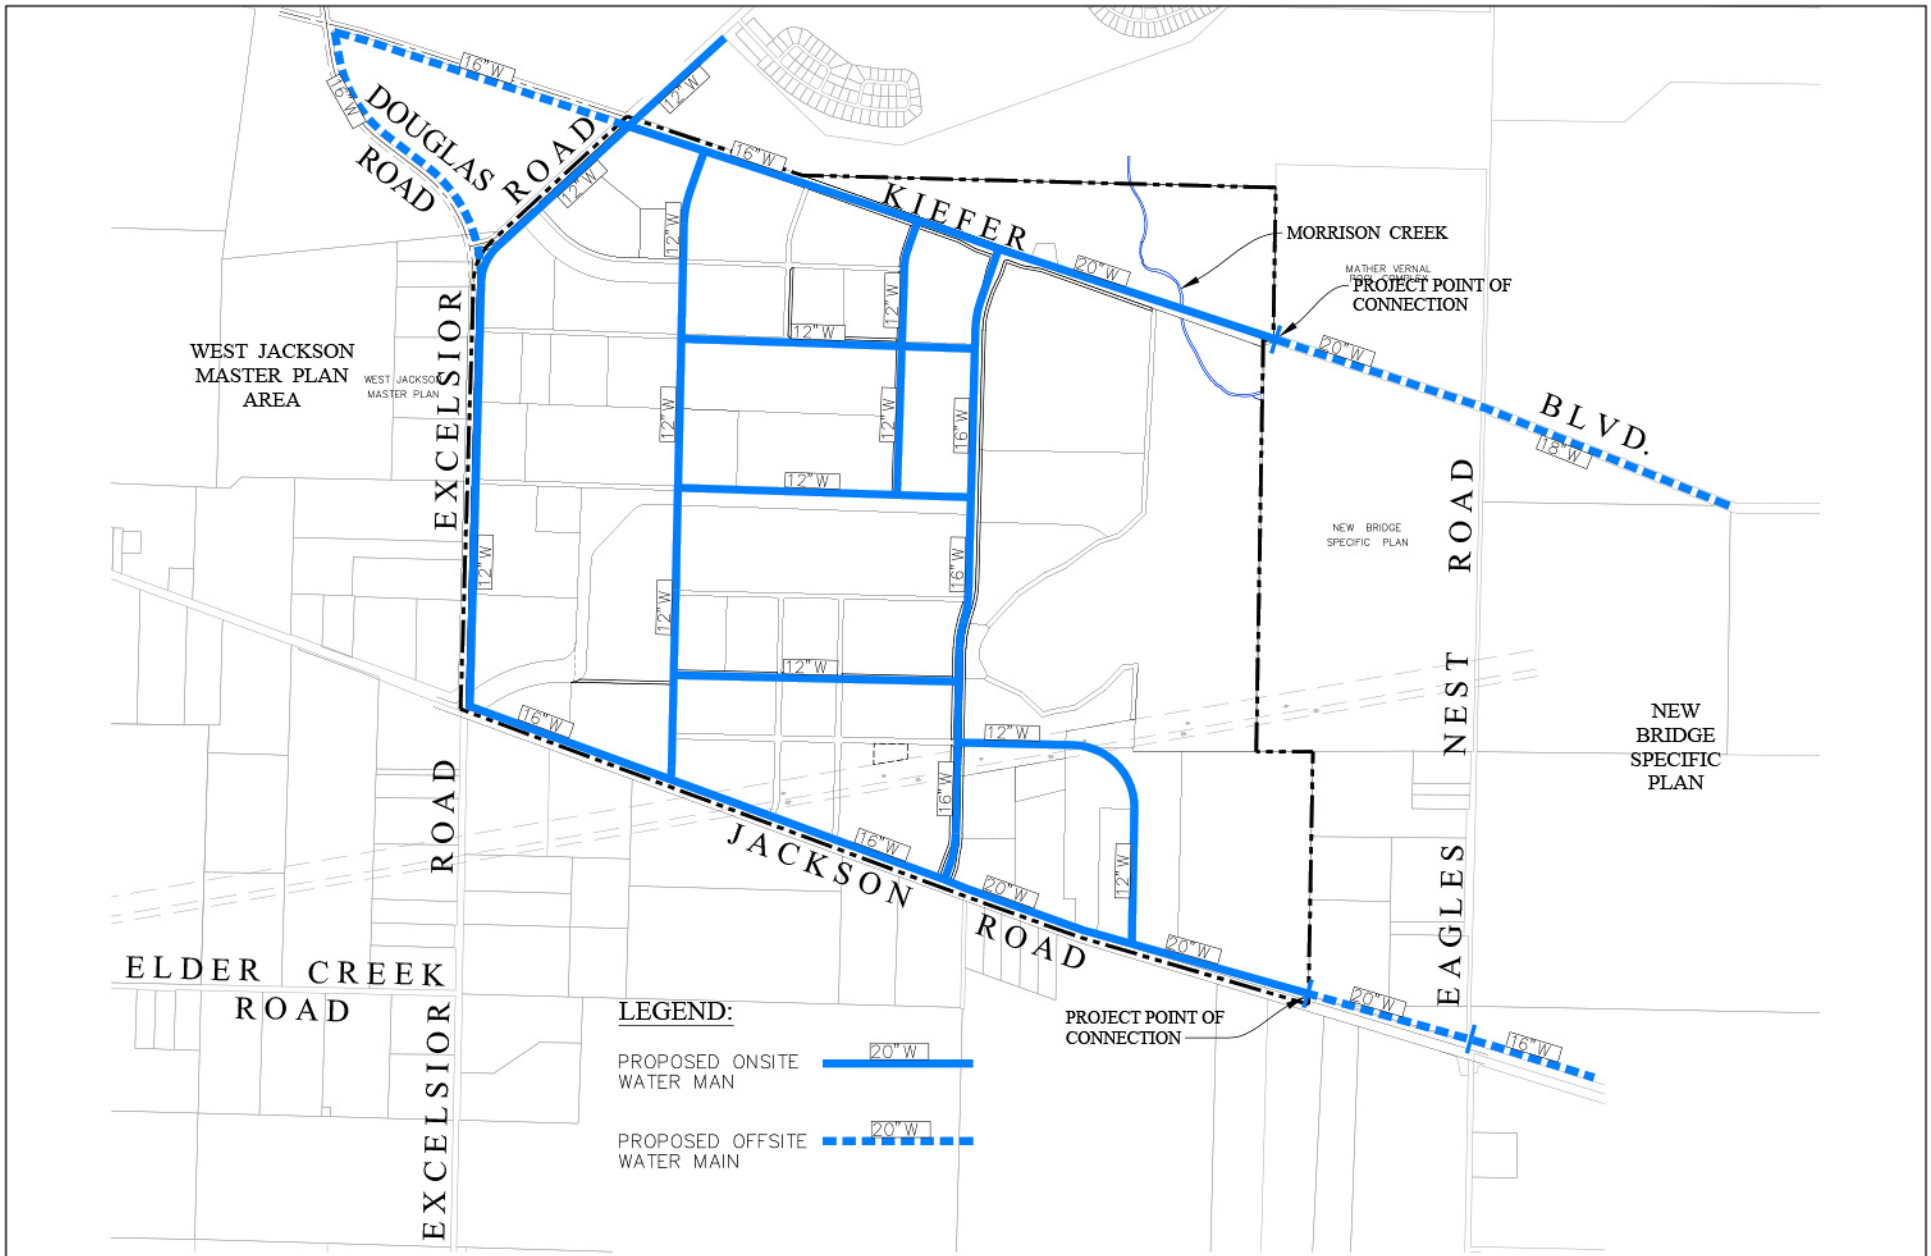 16"W
16"W
DOUGLAS
ROAD
12"W
ROAD
12"W
16"W
KIEFER
12"W
MORRISON CREEK
20"W
MATHER VERNAL
POOL COMPLEX
PROJECT POINT OF
CONNECTION
12"W
12"W
20"W
EXCELSIOR
WEST JACKSON
MASTER PLAN
AREA
WEST JACKSON
MASTER PLAN
12"W
12"W
16"W
BLVD.
18"W
12"W
NEW BRIDGE
SPECIFIC PLAN
ROAD
12"W
16"W
12"W
12"W
NEST
NEW
BRIDGE
SPECIFIC
PLAN
16"W
12"W
16"W
ROAD
JACKSON
16"W
20"W
12"W
EAGLES
ROAD
20"W
ELDER CREEK
ROAD
EXCELSIOR
20"W
16"W
PROJECT POINT OF
CONNECTION
LEGEND:
PROPOSED ONSITE
WATER MAN
20"W
PROPOSED OFFSITE
WATER MAIN
20"W